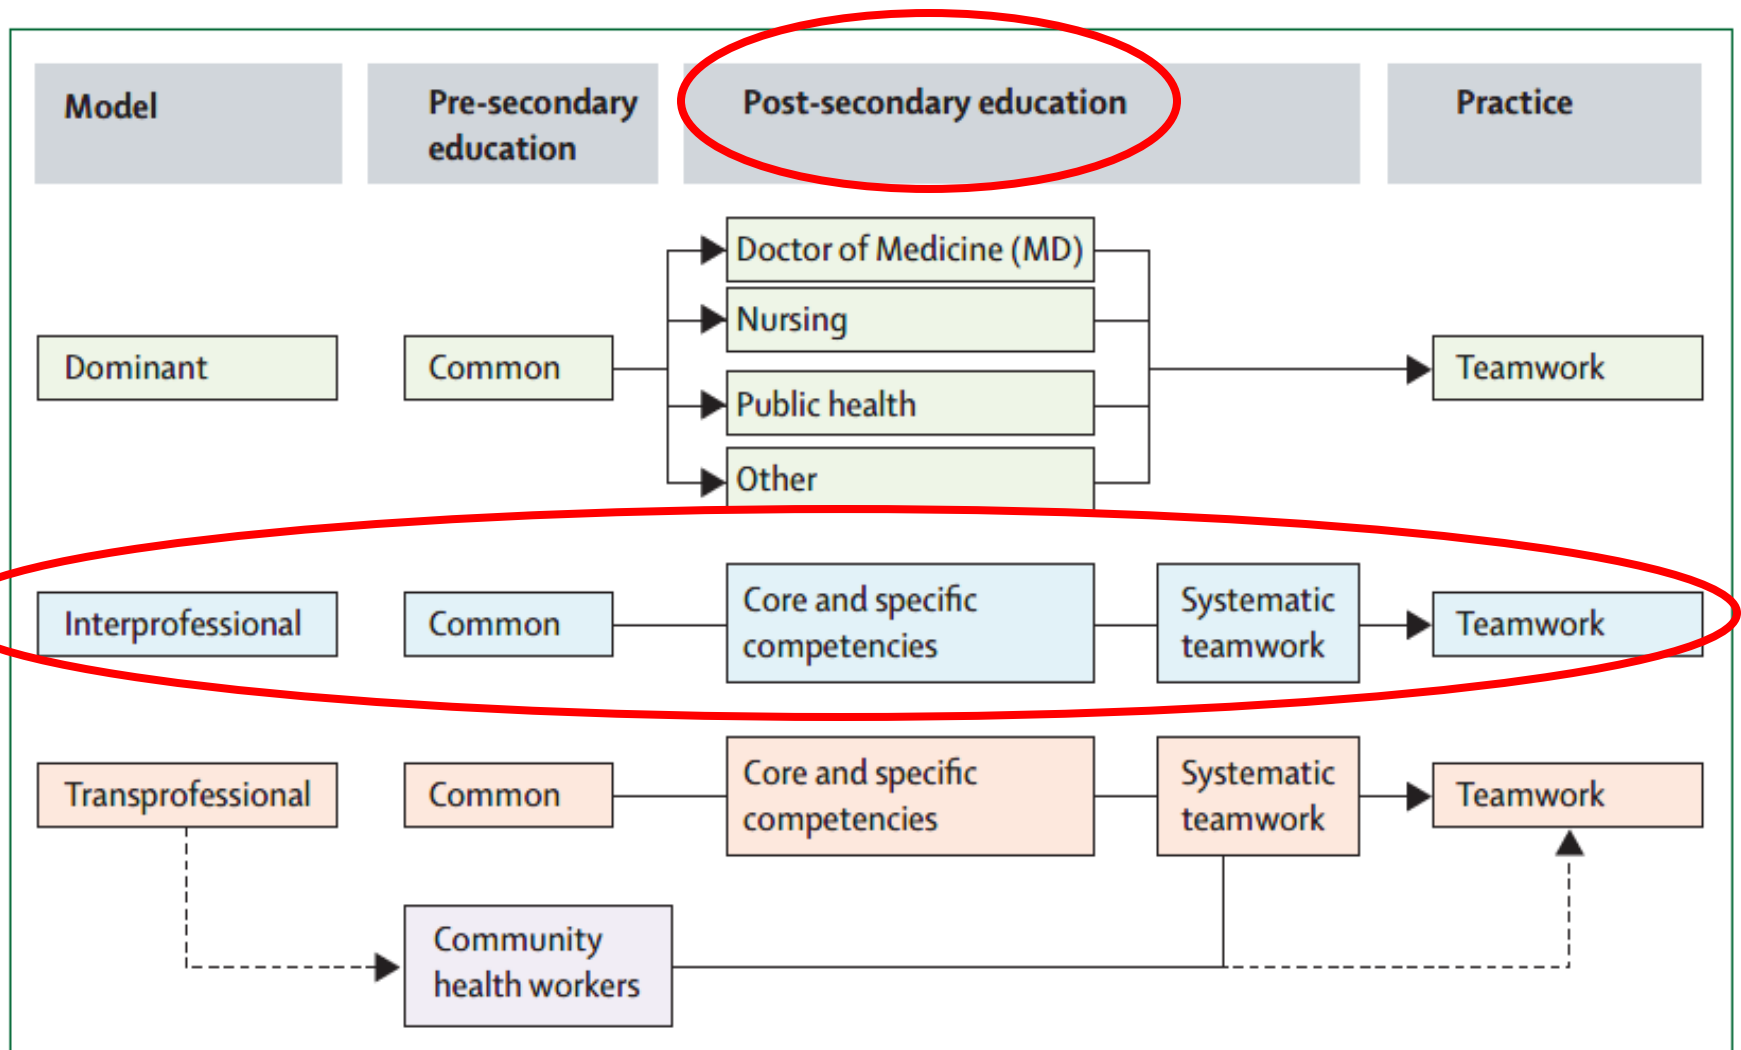 Model
Pre-secondary
education
Post-secondary education
Practice
Dominant
Common
Doctor of Medicine (MD)
Nursing
Public health
Other
Teamwork
Interprofessional
Common
Core and specific
competencies
Systematic
teamwork
Teamwork
Transprofessional
Common
Core and specific
competencies
Systematic
teamwork
Teamwork
Community
health workers